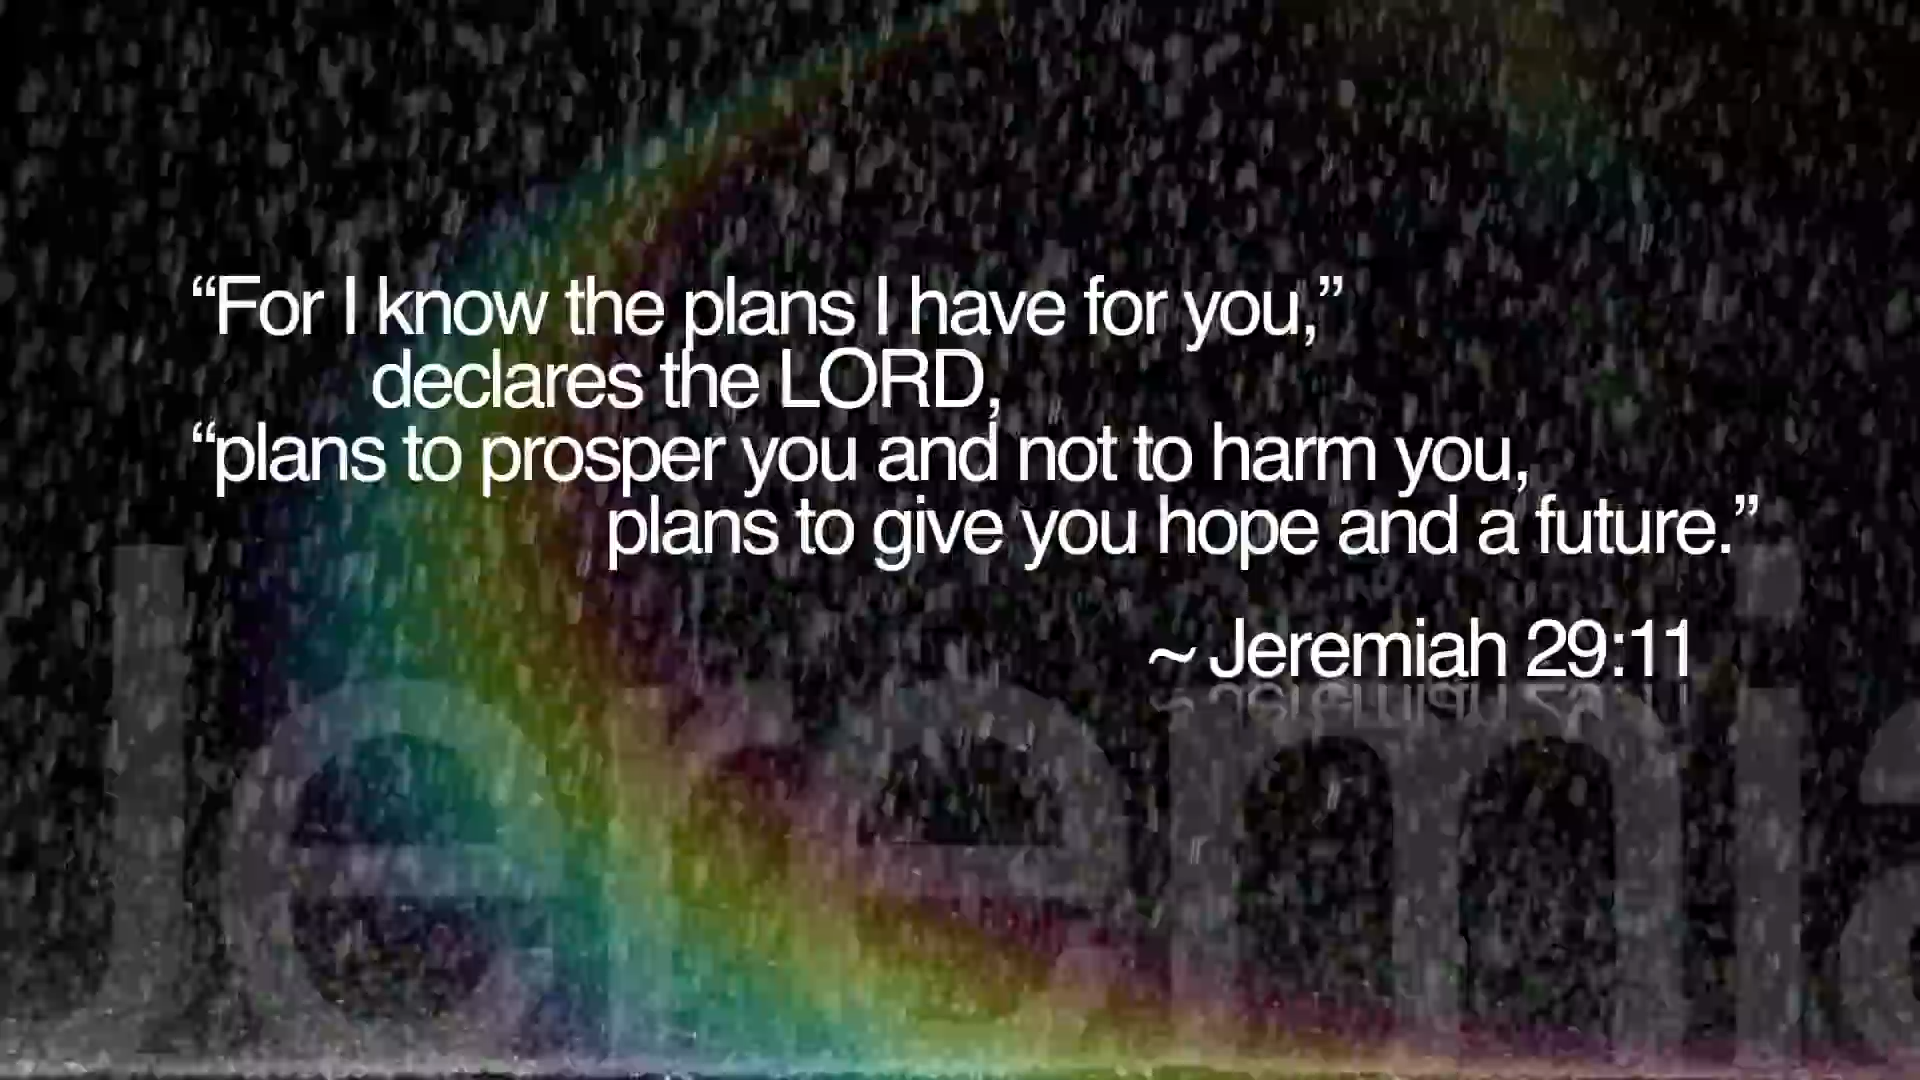 “For I know the plans I have for you,”
declares the LORD,
“plans to prosper you and not to harm you,
plans to give you hope and a future.”
~ Jeremiah 29:11
Jeremia